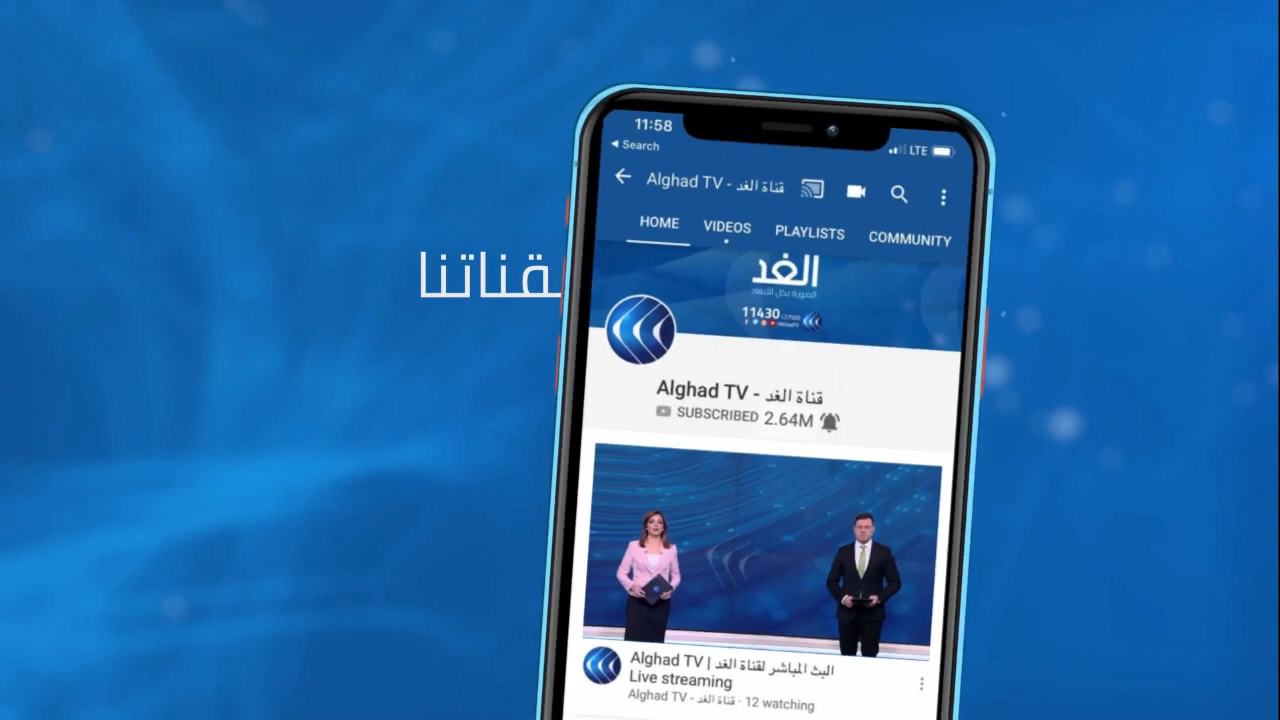 11:58
Search
LTE
Alghad TV - قناة الغد
HOME VIDEOS PLAYLISTS COMMUNITY
لقناتنا
الغد
الصورة بكل الأبعاد
11430
Alghad TV - قناة الغد
SUBSCRIBED 2.64M
Alghad TV | البث المباشر لقناة الغد
Live streaming
Alghad TV - قناة الغد · 12 watching